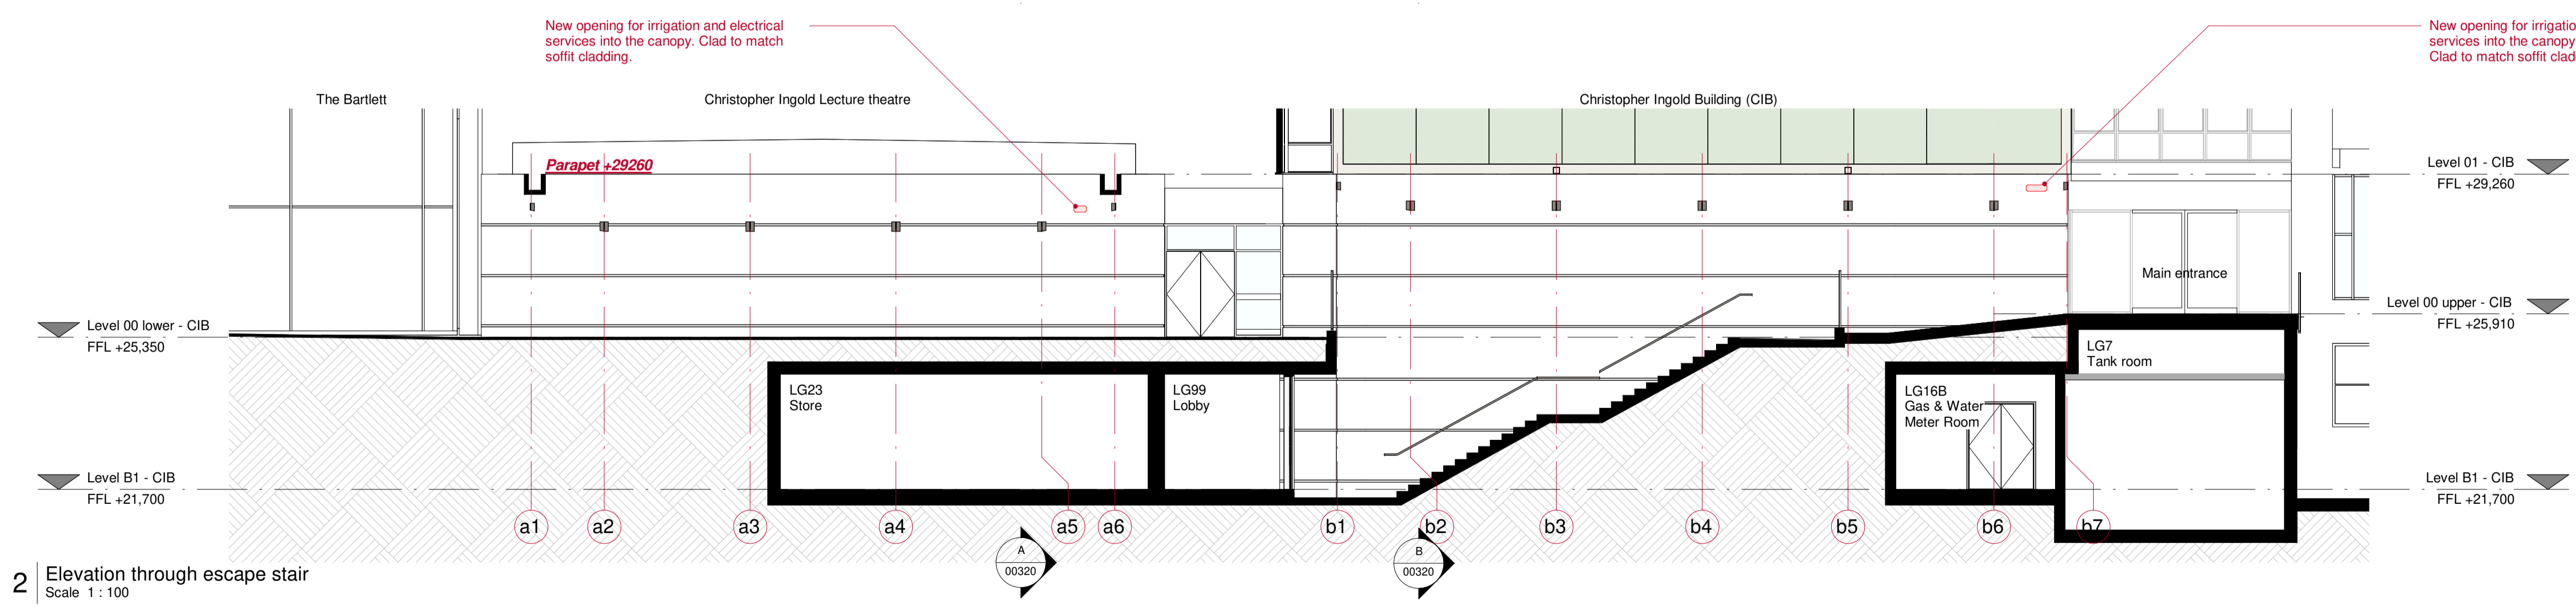 New opening for irrigation and electrical
services into the canopy. Clad to match
soffit cladding.
New opening for irrigatio
services into the canopy
Clad to match soffit clad
The Bartlett
Christopher Ingold Lecture theatre
Christopher Ingold Building (CIB)
Parapet +29260
Level 01 - CIB
FFL +29,260
Main entrance
Level 00 lower - CIB
FFL +25,350
Level 00 upper - CIB
FFL +25,910
LG7
Tank room
LG23
Store
LG99
Lobby
LG16B
Gas & Water
Meter Room
Level B1 - CIB
FFL +21,700
Level B1 - CIB
FFL +21,700
a1 a2 a3 a4 a5 a6 b1 b2 b3 b4 b5 b6 b7
A
00320
B
00320
2 Elevation through escape stair
Scale 1 : 100